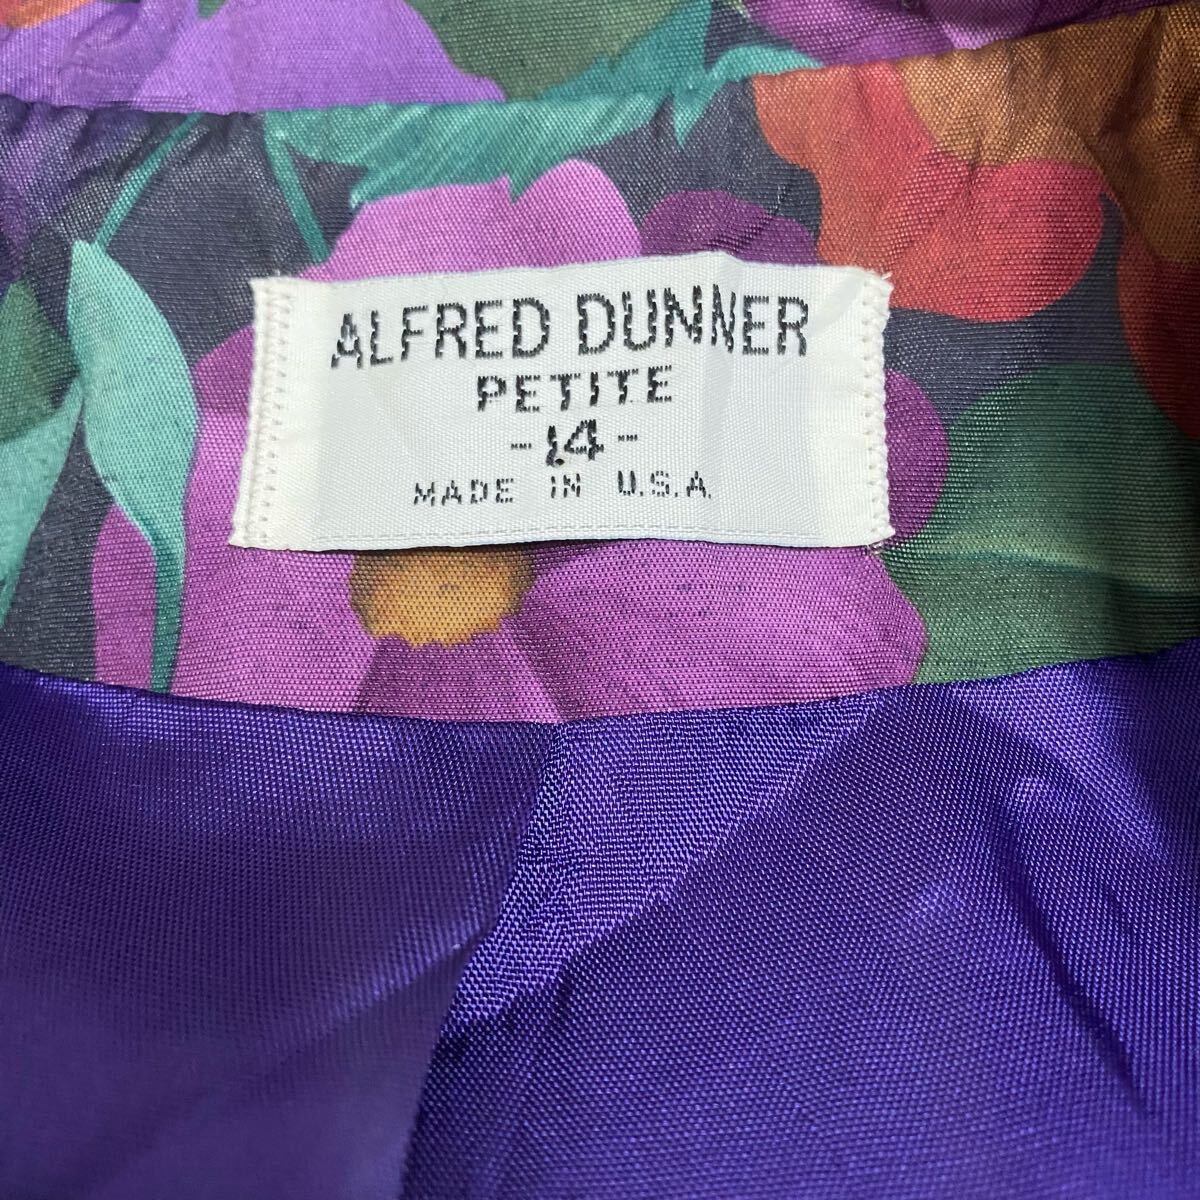 ALFRED DUNNER
PETITE
-14-
MADE IN U.S.A.